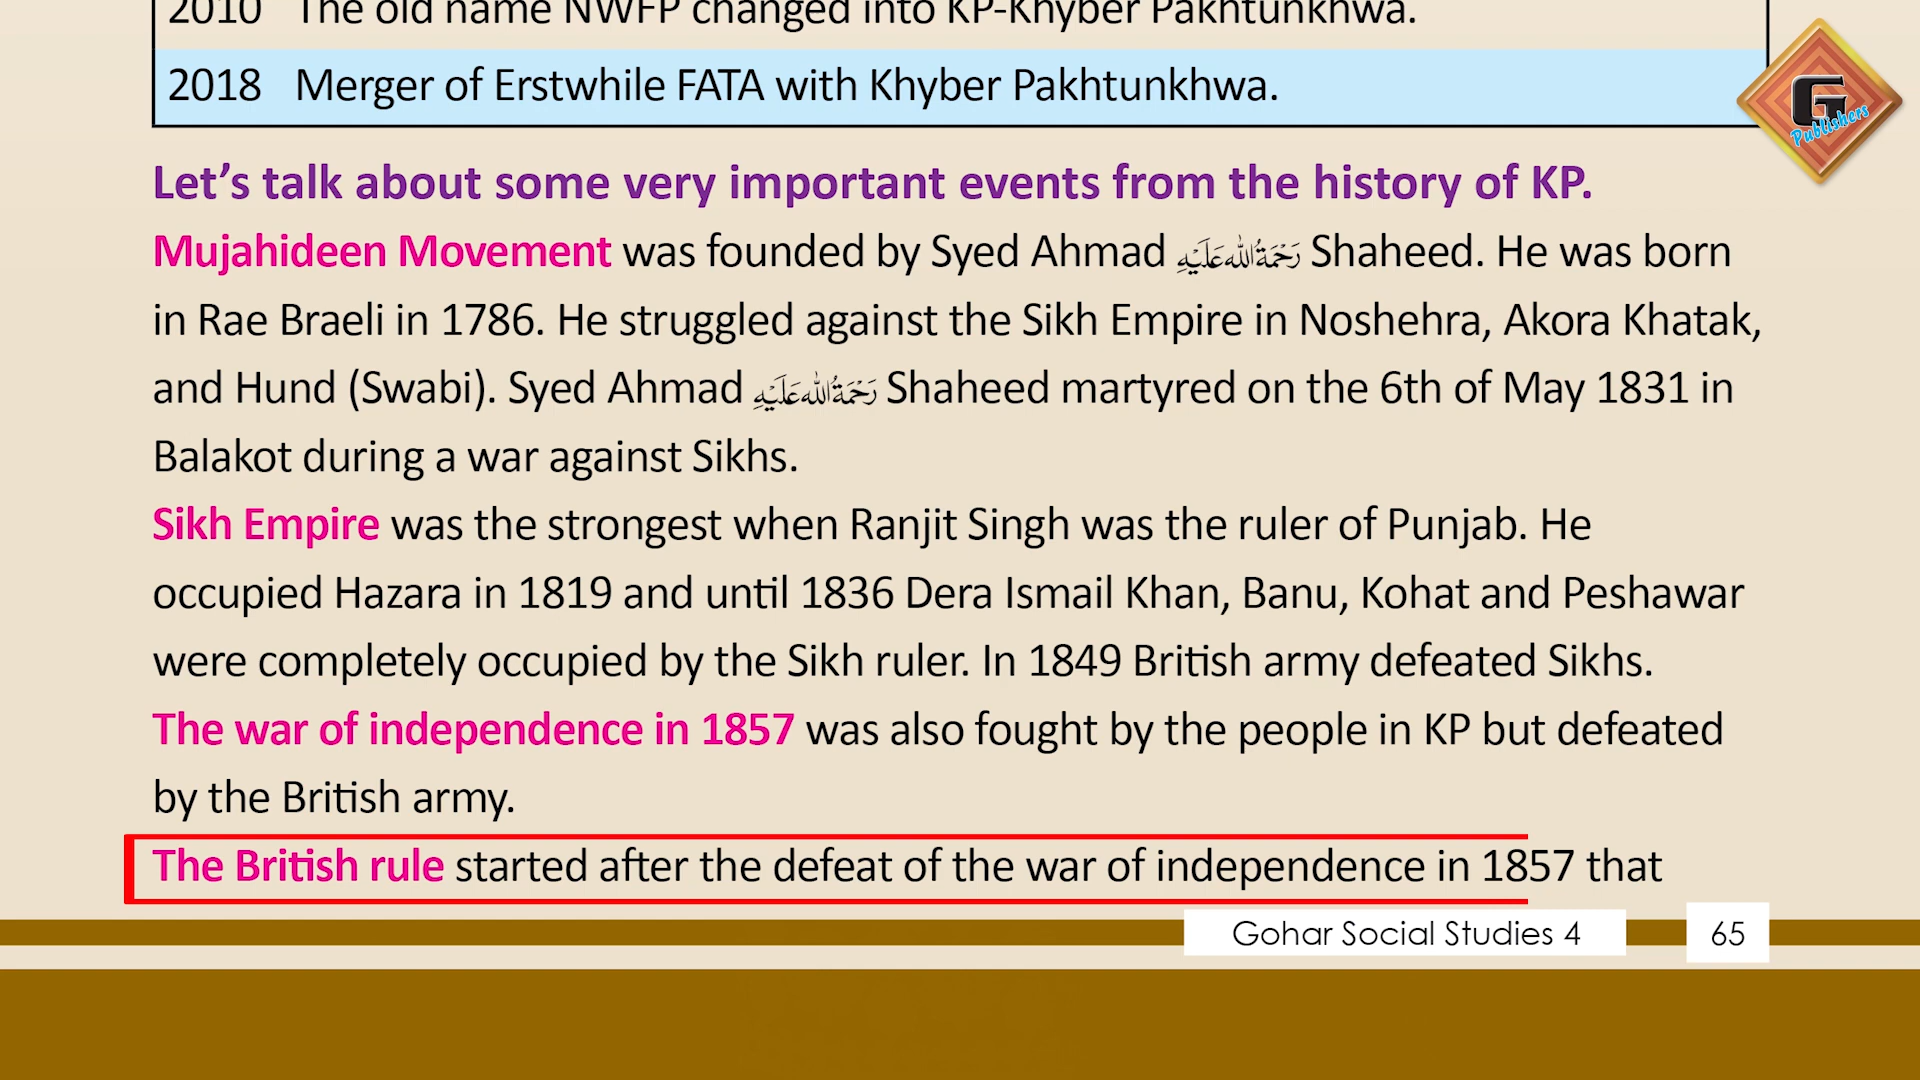 2010 The old name NWFP changed into KP-Khyber Pakhtunkhwa.
2018 Merger of Erstwhile FATA with Khyber Pakhtunkhwa.
G
Publishers
Let’s talk about some very important events from the history of KP.
Mujahideen Movement was founded by Syed Ahmad رَحْمَةُ اللّٰهِ عَلَيْهِ Shaheed. He was born
in Rae Braeli in 1786. He struggled against the Sikh Empire in Noshehra, Akora Khatak,
and Hund (Swabi). Syed Ahmad رَحْمَةُ اللّٰهِ عَلَيْهِ Shaheed martyred on the 6th of May 1831 in
Balakot during a war against Sikhs.
Sikh Empire was the strongest when Ranjit Singh was the ruler of Punjab. He
occupied Hazara in 1819 and until 1836 Dera Ismail Khan, Banu, Kohat and Peshawar
were completely occupied by the Sikh ruler. In 1849 British army defeated Sikhs.
The war of independence in 1857 was also fought by the people in KP but defeated
by the British army.
The British rule started after the defeat of the war of independence in 1857 that
Gohar Social Studies 4
65